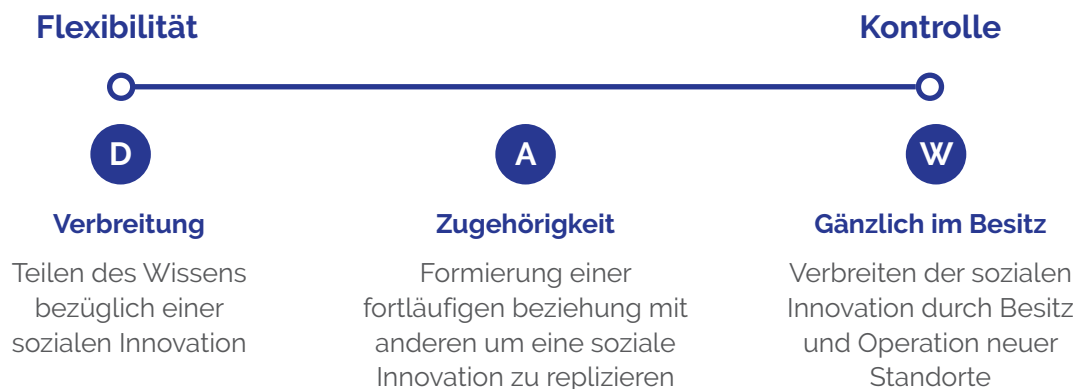 Flexibilität
Kontrolle
D
A
W
Verbreitung
Zugehörigkeit
Gänzlich im Besitz
Teilen des Wissens
bezüglich einer
sozialen Innovation
Formierung einer
fortläufigen beziehung mit
anderen um eine soziale
Innovation zu replizieren
Verbreiten der sozialen
Innovation durch Besitz
und Operation neuer
Standorte